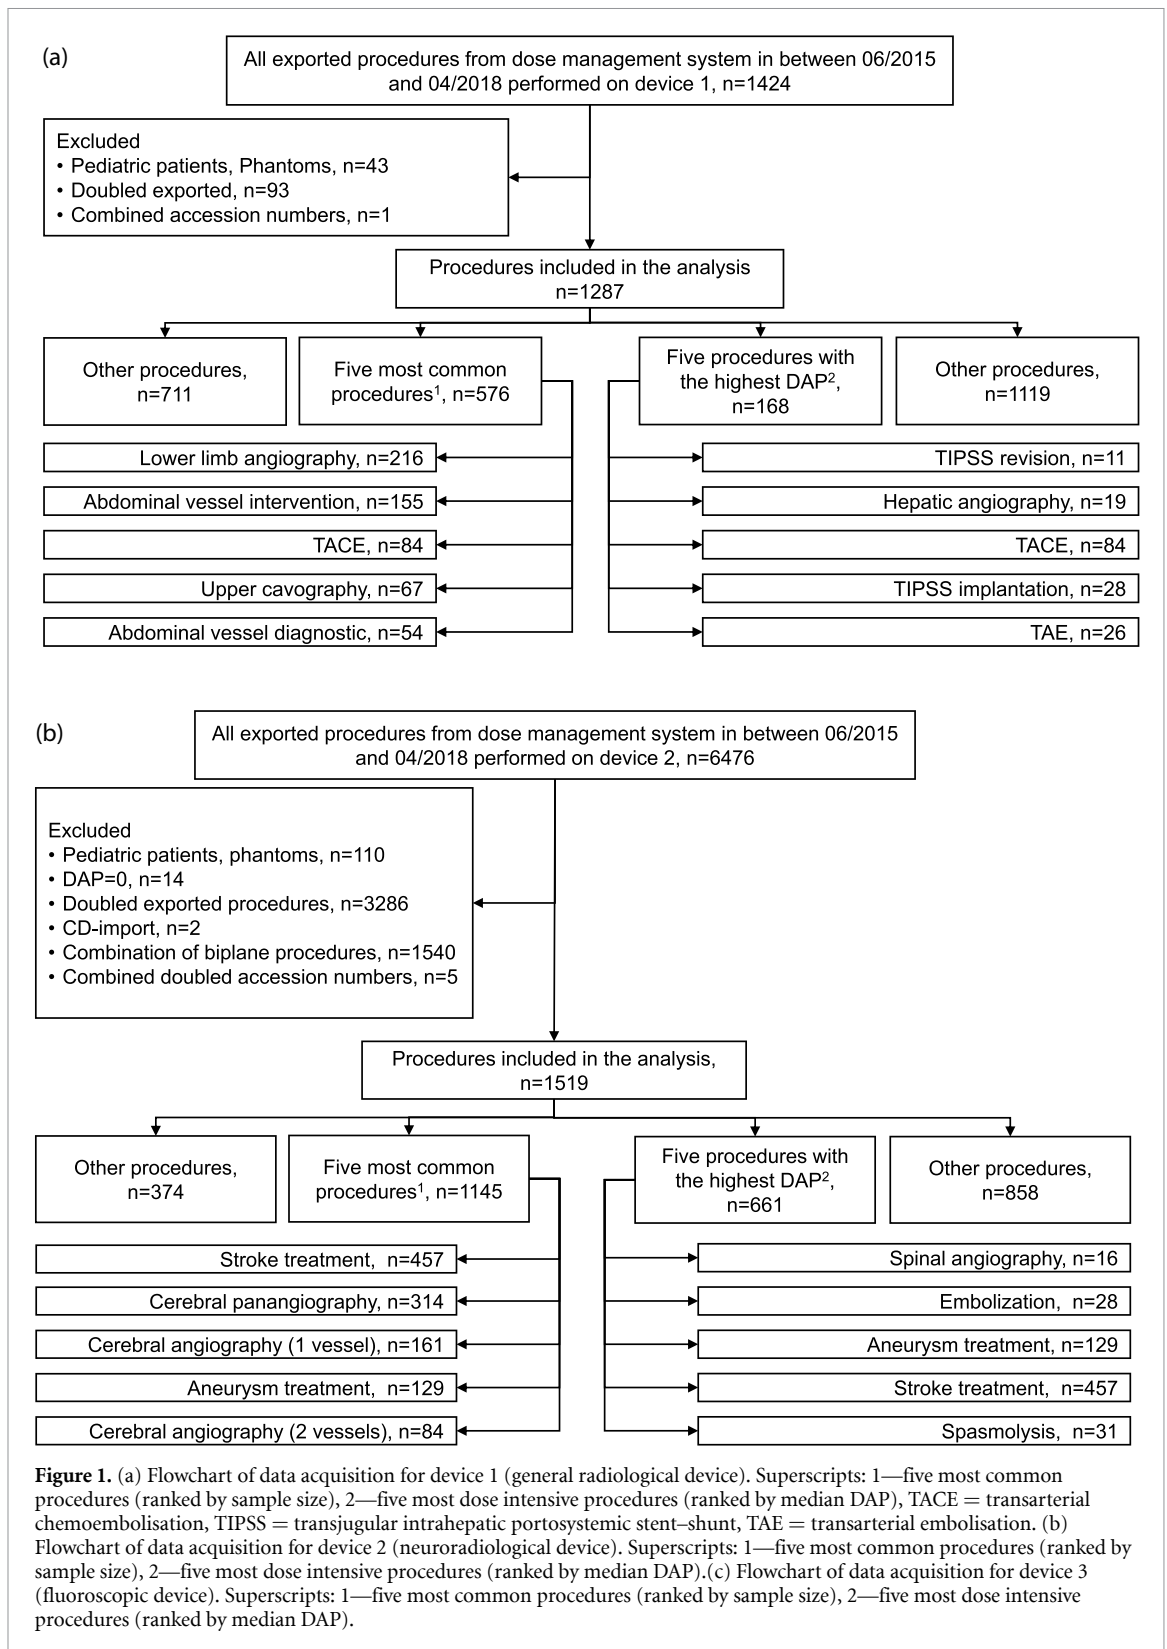 (a)
All exported procedures from dose management system in between 06/2015
and 04/2018 performed on device 1, n=1424
Excluded
• Pediatric patients, Phantoms, n=43
• Doubled exported, n=93
• Combined accession numbers, n=1
Procedures included in the analysis
n=1287
Other procedures,
n=711
Five most common
procedures¹, n=576
Five procedures with
the highest DAP²,
n=168
Other procedures,
n=1119
Lower limb angiography, n=216
Abdominal vessel intervention, n=155
TACE, n=84
Upper cavography, n=67
Abdominal vessel diagnostic, n=54
TIPSS revision, n=11
Hepatic angiography, n=19
TACE, n=84
TIPSS implantation, n=28
TAE, n=26
(b)
All exported procedures from dose management system in between 06/2015
and 04/2018 performed on device 2, n=6476
Excluded
• Pediatric patients, phantoms, n=110
• DAP=0, n=14
• Doubled exported procedures, n=3286
• CD-import, n=2
• Combination of biplane procedures, n=1540
• Combined doubled accession numbers, n=5
Procedures included in the analysis,
n=1519
Other procedures,
n=374
Five most common
procedures¹, n=1145
Five procedures with
the highest DAP²,
n=661
Other procedures,
n=858
Stroke treatment, n=457
Cerebral panangiography, n=314
Cerebral angiography (1 vessel), n=161
Aneurysm treatment, n=129
Cerebral angiography (2 vessels), n=84
Spinal angiography, n=16
Embolization, n=28
Aneurysm treatment, n=129
Stroke treatment, n=457
Spasmolysis, n=31
Figure 1. (a) Flowchart of data acquisition for device 1 (general radiological device). Superscripts: 1—five most common
procedures (ranked by sample size), 2—five most dose intensive procedures (ranked by median DAP), TACE = transarterial
chemoembolisation, TIPSS = transjugular intrahepatic portosystemic stent–shunt, TAE = transarterial embolisation. (b)
Flowchart of data acquisition for device 2 (neuroradiological device). Superscripts: 1—five most common procedures (ranked by
sample size), 2—five most dose intensive procedures (ranked by median DAP).(c) Flowchart of data acquisition for device 3
(fluoroscopic device). Superscripts: 1—five most common procedures (ranked by sample size), 2—five most dose intensive
procedures (ranked by median DAP).